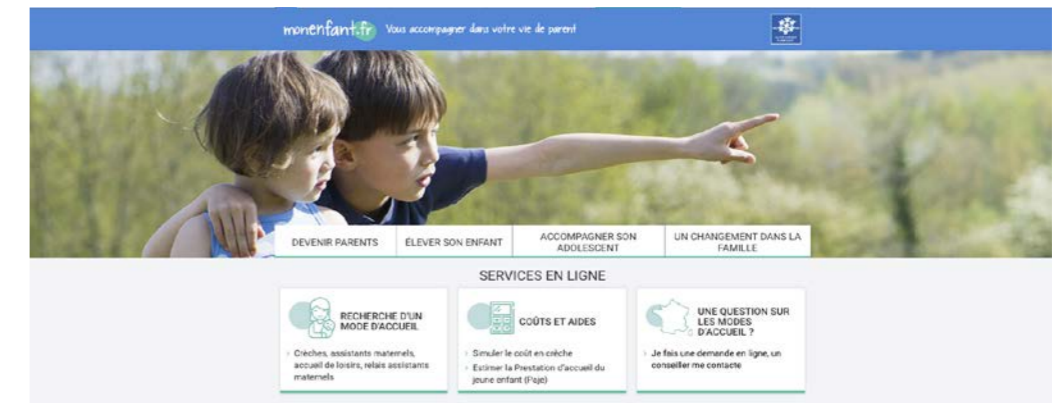 monenfant.fr Vous accompagner dans votre vie de parent
DEVENIR PARENTS
ÉLEVER SON ENFANT
ACCOMPAGNER SON
ADOLESCENT
UN CHANGEMENT DANS LA
FAMILLE
SERVICES EN LIGNE
RECHERCHE D'UN
MODE D'ACCUEIL
> Crèches, assistants maternels,
accueil de loisirs, relais assistants
maternels
COÛTS ET AIDES
> Simuler le coût en crèche
> Estimer la Prestation d'accueil du
jeune enfant (Paje)
UNE QUESTION SUR
LES MODES
D'ACCUEIL ?
> Je fais une demande en ligne, un
conseiller me contacte